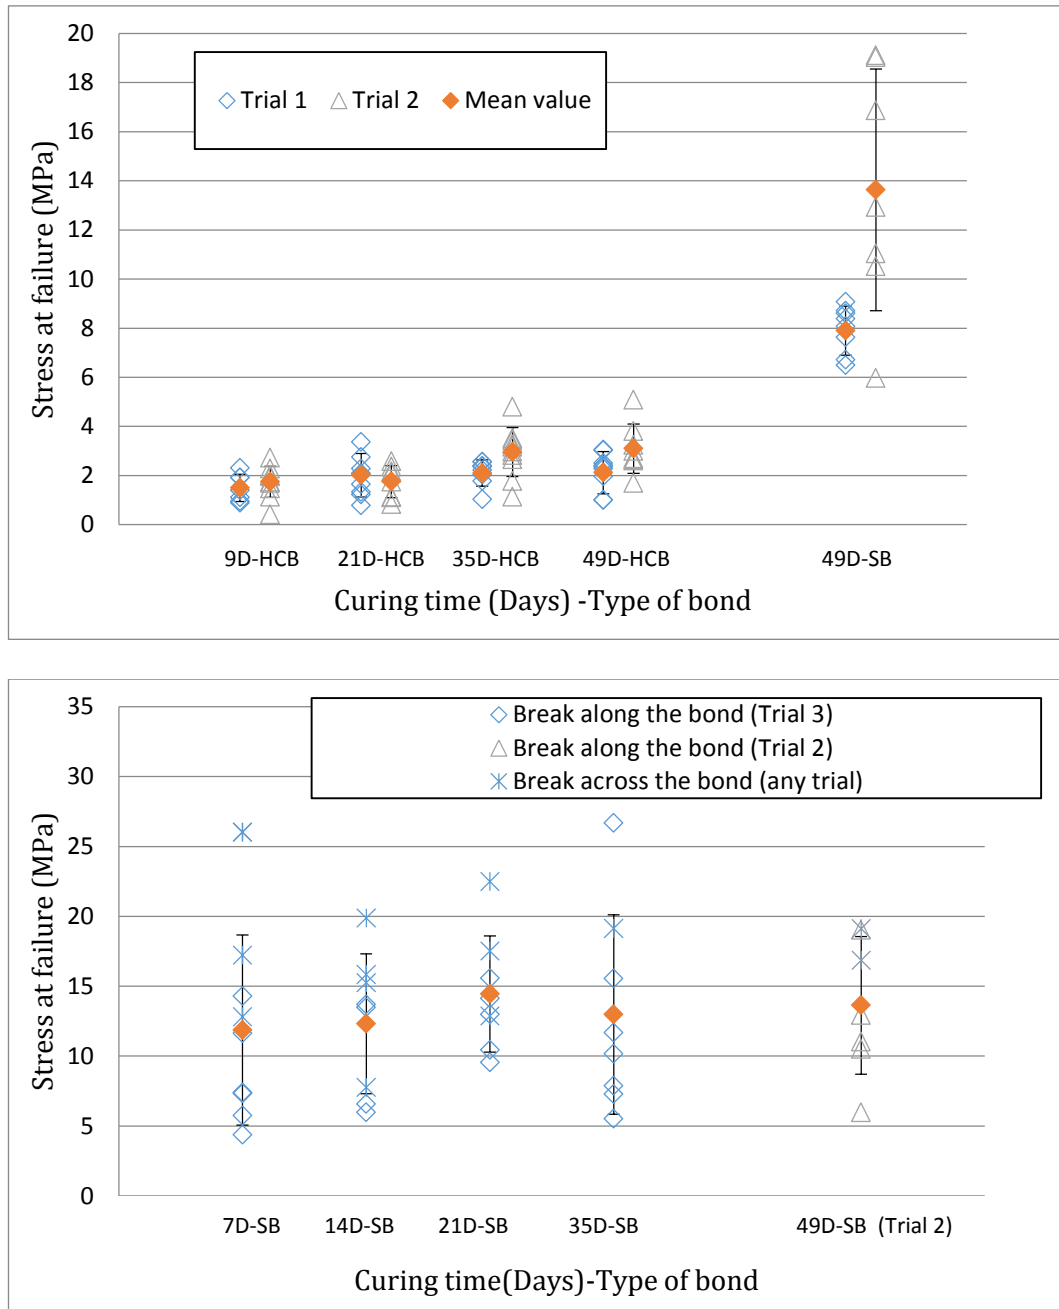 20
18
16
14
12
10
8
6
4
2
0
Stress at failure (MPa)
Trial 1 Trial 2 Mean value
9D-HCB 21D-HCB 35D-HCB 49D-HCB 49D-SB
Curing time (Days) -Type of bond
35
30
25
20
15
10
5
0
Stress at failure (MPa)
Break along the bond (Trial 3)
Break along the bond (Trial 2)
Break across the bond (any trial)
7D-SB 14D-SB 21D-SB 35D-SB 49D-SB (Trial 2)
Curing time(Days)-Type of bond